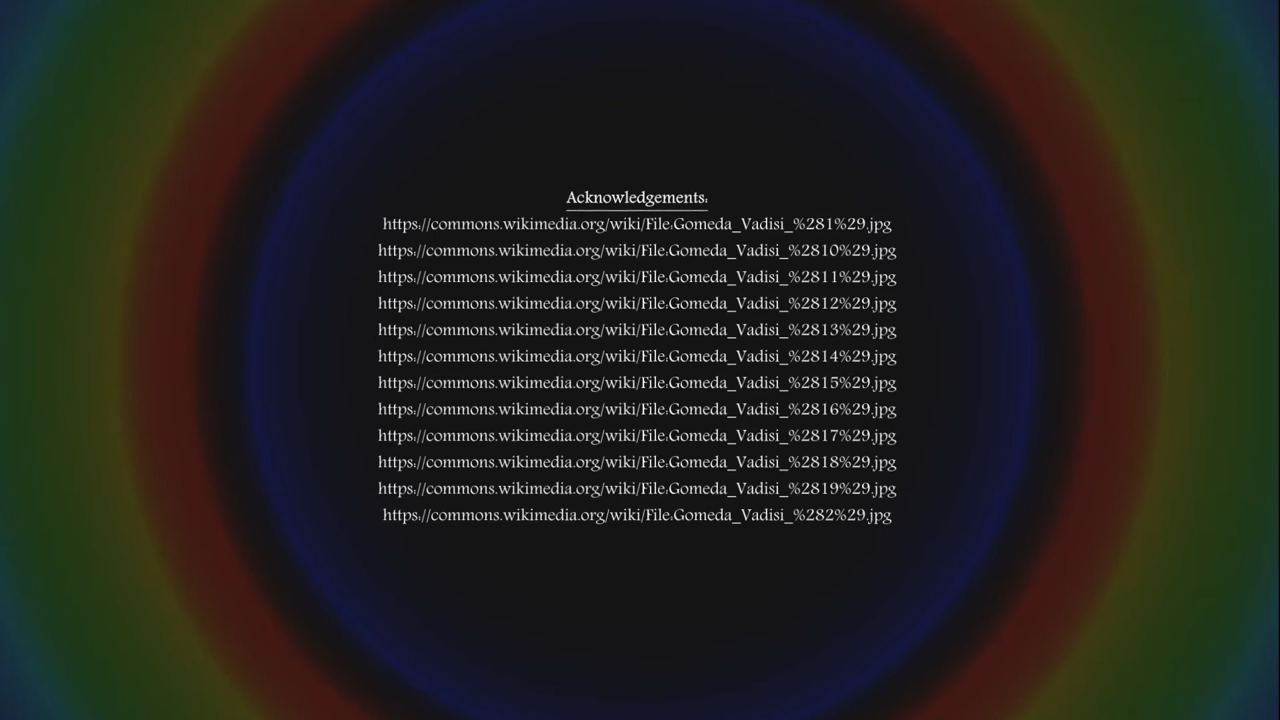 Acknowledgements:
https://commons.wikimedia.org/wiki/File:Gomeda_Vadisi_%281%29.jpg
https://commons.wikimedia.org/wiki/File:Gomeda_Vadisi_%2810%29.jpg
https://commons.wikimedia.org/wiki/File:Gomeda_Vadisi_%2811%29.jpg
https://commons.wikimedia.org/wiki/File:Gomeda_Vadisi_%2812%29.jpg
https://commons.wikimedia.org/wiki/File:Gomeda_Vadisi_%2813%29.jpg
https://commons.wikimedia.org/wiki/File:Gomeda_Vadisi_%2814%29.jpg
https://commons.wikimedia.org/wiki/File:Gomeda_Vadisi_%2815%29.jpg
https://commons.wikimedia.org/wiki/File:Gomeda_Vadisi_%2816%29.jpg
https://commons.wikimedia.org/wiki/File:Gomeda_Vadisi_%2817%29.jpg
https://commons.wikimedia.org/wiki/File:Gomeda_Vadisi_%2818%29.jpg
https://commons.wikimedia.org/wiki/File:Gomeda_Vadisi_%2819%29.jpg
https://commons.wikimedia.org/wiki/File:Gomeda_Vadisi_%282%29.jpg